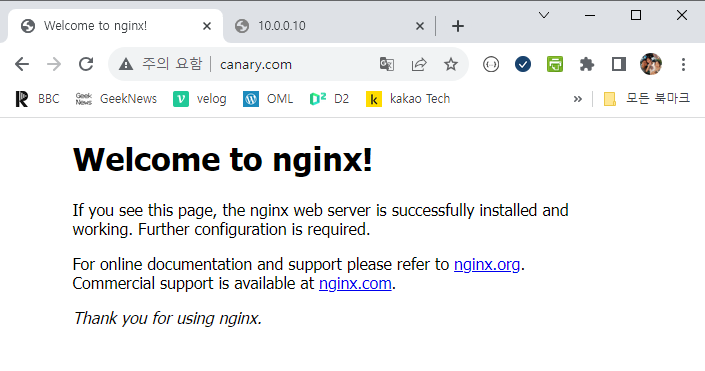 Welcome to nginx!
10.0.0.10
주의 요함
canary.com
BBC
Geek News
GeekNews
velog
OML
D2
kakao Tech
모든 북마크
Welcome to nginx!
If you see this page, the nginx web server is successfully installed and
working. Further configuration is required.
For online documentation and support please refer to nginx.org.
Commercial support is available at nginx.com.
Thank you for using nginx.